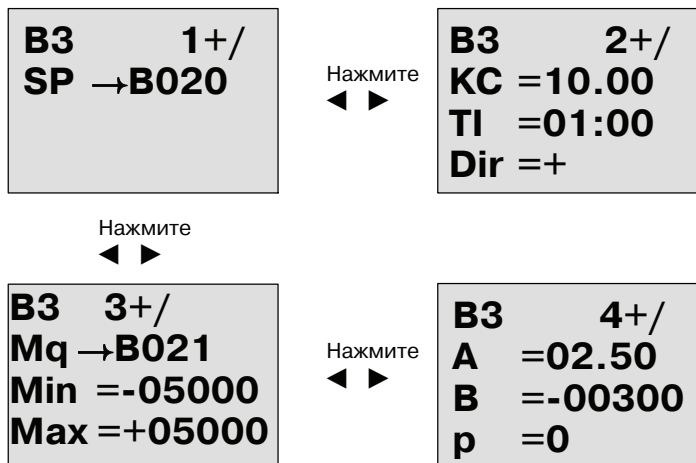 B3 1+/
SP →B020
Нажмите
◄ ►
B3 2+/
KC =10.00
TI =01:00
Dir =+
Нажмите
◄ ►
B3 3+/
Mq →B021
Min =-05000
Max =+05000
Нажмите
◄ ►
B3 4+/
A =02.50
B =-00300
p =0